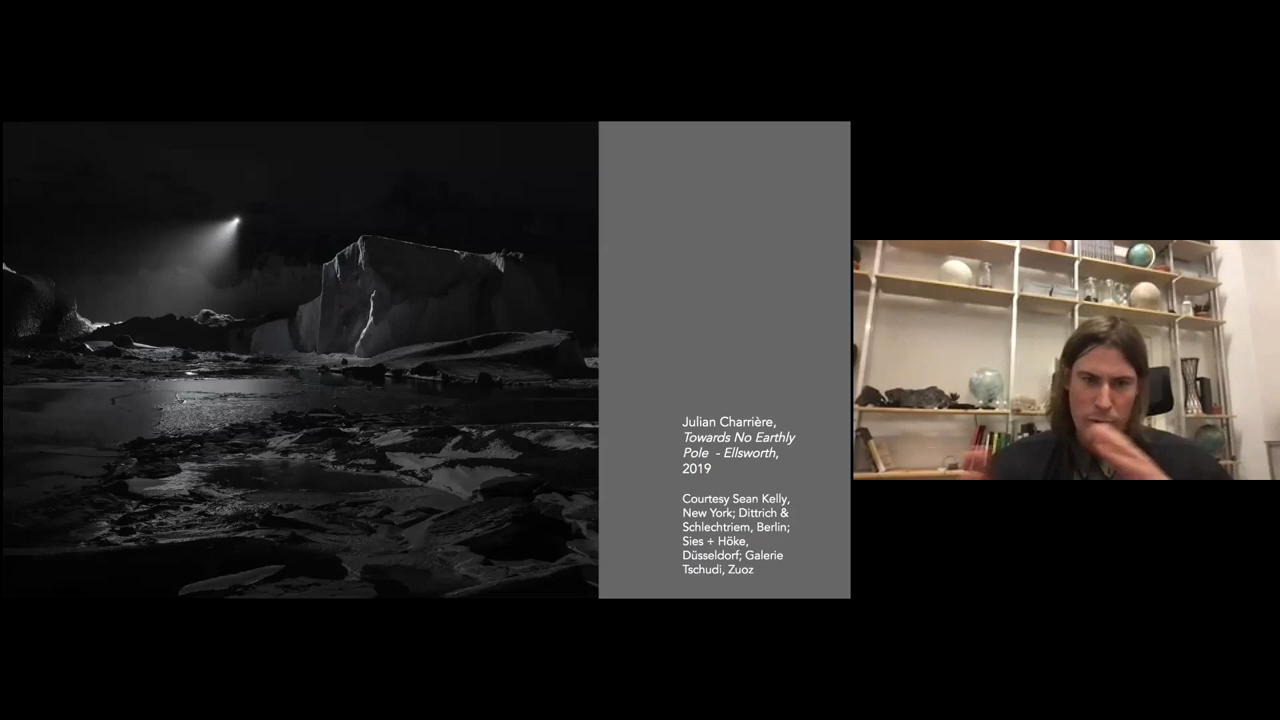 Julian Charrière,
Towards No Earthly
Pole - Ellsworth,
2019
Courtesy Sean Kelly,
New York; Dittrich &
Schlechtriem, Berlin;
Sies + Höke,
Düsseldorf; Galerie
Tschudi, Zuoz